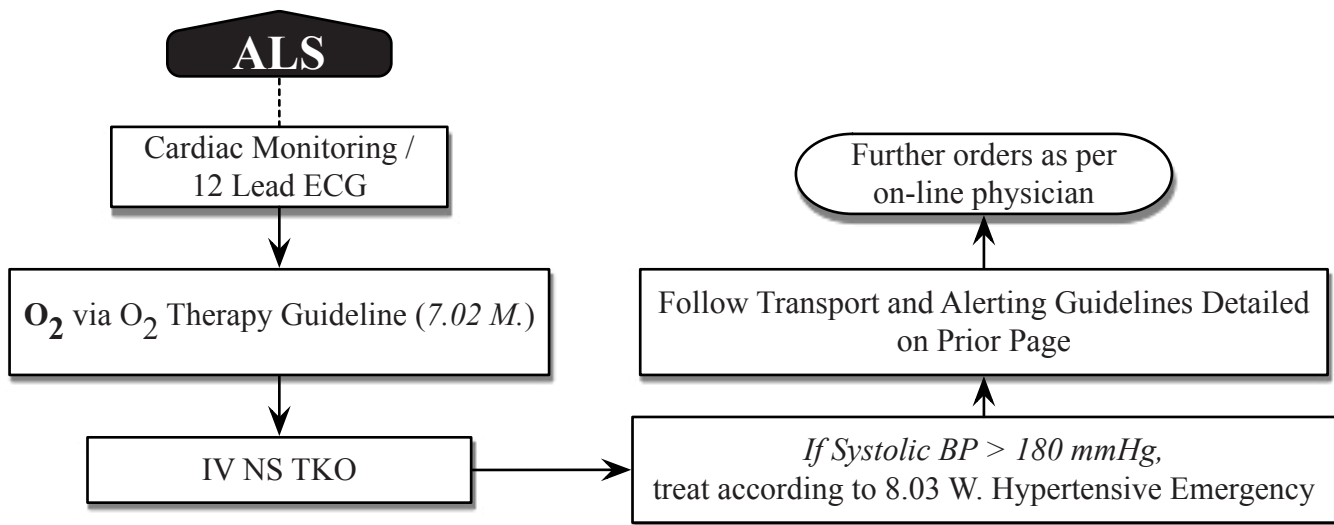 ALS
Cardiac Monitoring /
12 Lead ECG
O2 via O2 Therapy Guideline (7.02 M.)
IV NS TKO
If Systolic BP > 180 mmHg,
treat according to 8.03 W. Hypertensive Emergency
Follow Transport and Alerting Guidelines Detailed
on Prior Page
Further orders as per
on-line physician